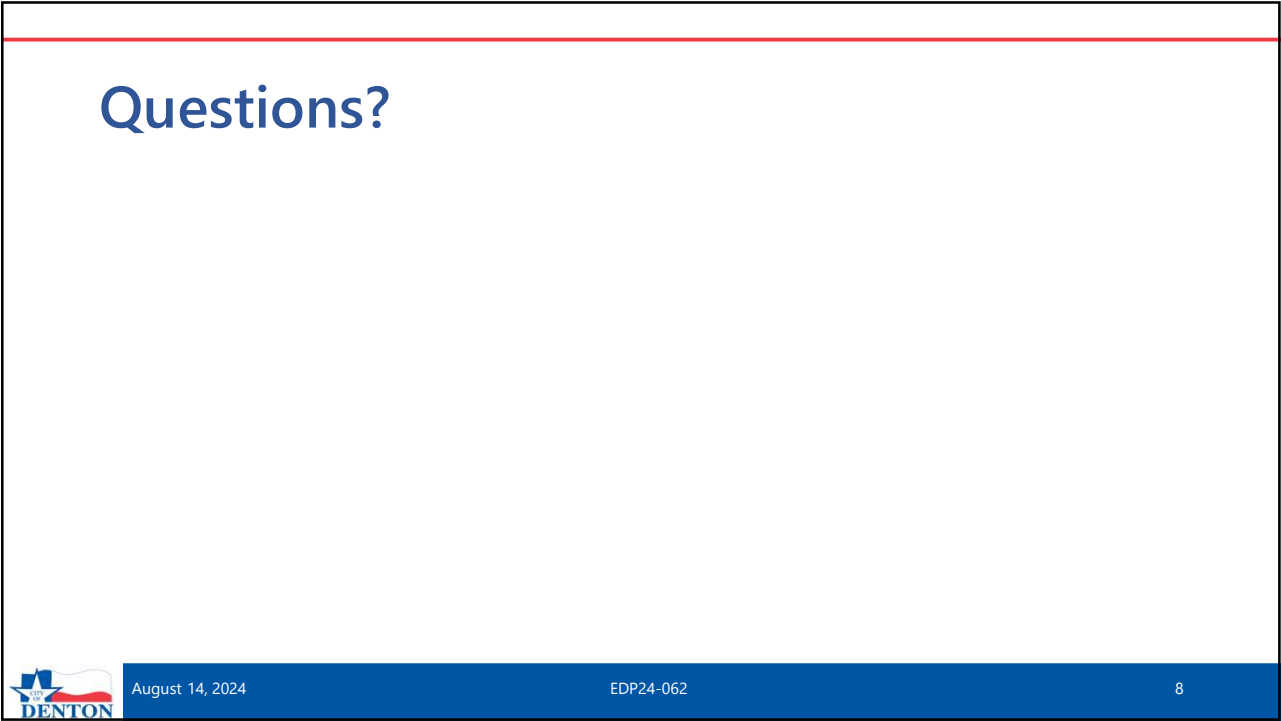 Questions?
CITY
OF
DENTON
August 14, 2024
EDP24-062
8